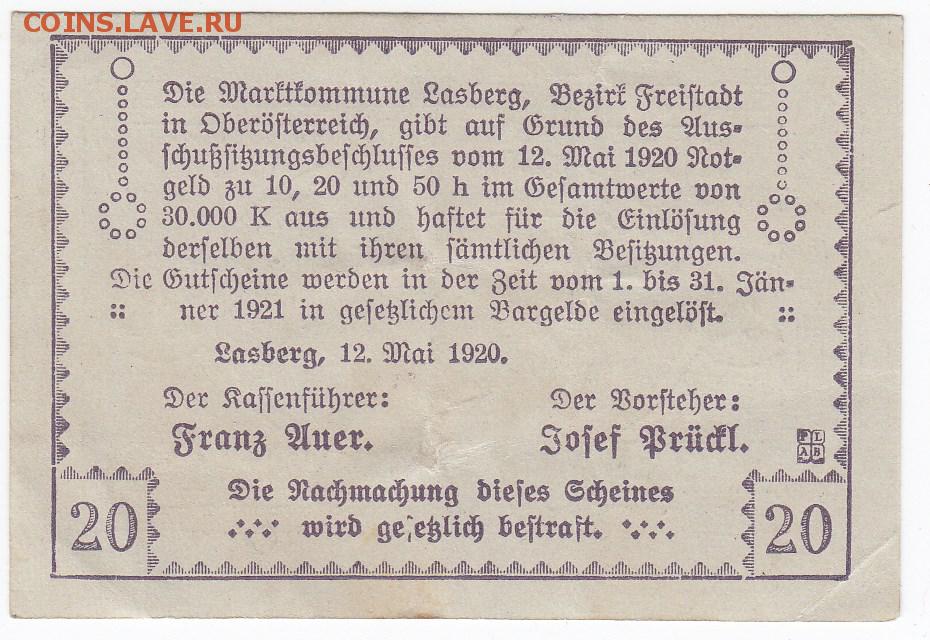 COINS.LAVE.RU
Die Marktkommune Lasberg, Bezirk Freistadt
in Oberösterreich, gibt auf Grund des Aus=
schußsitzungsbeschlusses vom 12. Mai 1920 Not=
geld zu 10, 20 und 50 h im Gesamtwerte von
30.000 K aus und haftet für die Einlösung
derselben mit ihren sämtlichen Besitzungen.
Die Gutscheine werden in der Zeit vom 1. bis 31. Jän=
ner 1921 in gesetzlichem Bargelde eingelöst.
Lasberg, 12. Mai 1920.
Der Kassenführer: Der Vorsteher:
Franz Auer. Josef Prückl.
P L
A B
Die Nachmachung dieses Scheines
20 wird gesetzlich bestraft. 20